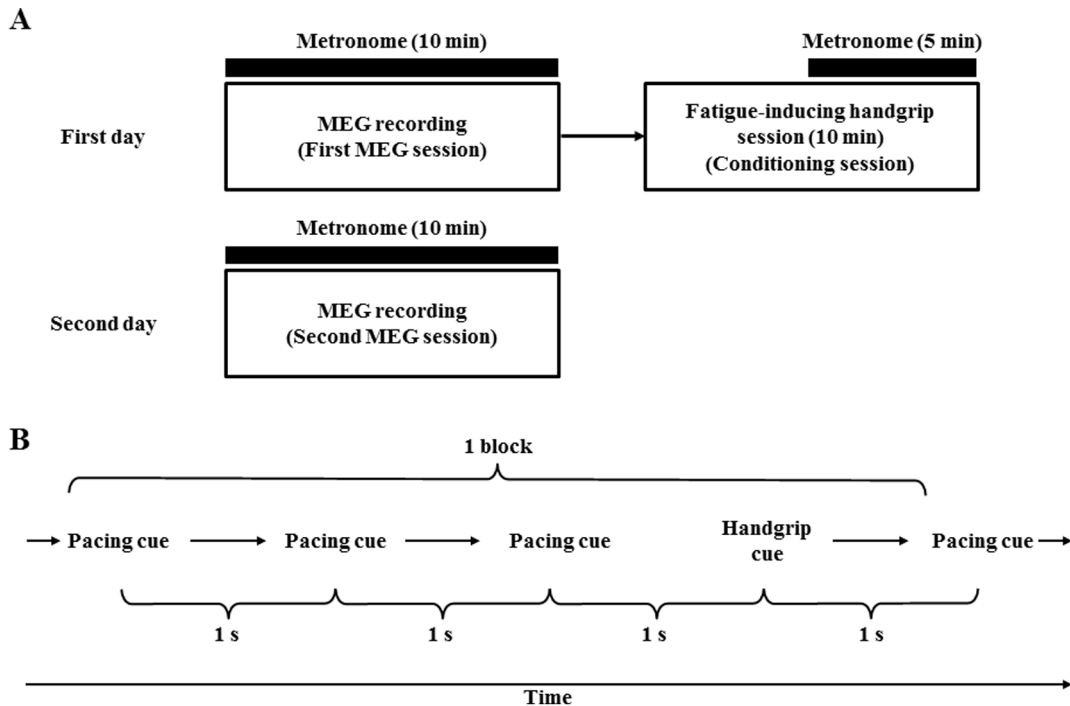 A
Metronome (10 min)
Metronome (5 min)
First day
MEG recording
(First MEG session)
Fatigue-inducing handgrip
session (10 min)
(Conditioning session)
Metronome (10 min)
Second day
MEG recording
(Second MEG session)
B
1 block
Pacing cue
Pacing cue
Pacing cue
Handgrip
cue
Pacing cue
1 s
1 s
1 s
1 s
Time